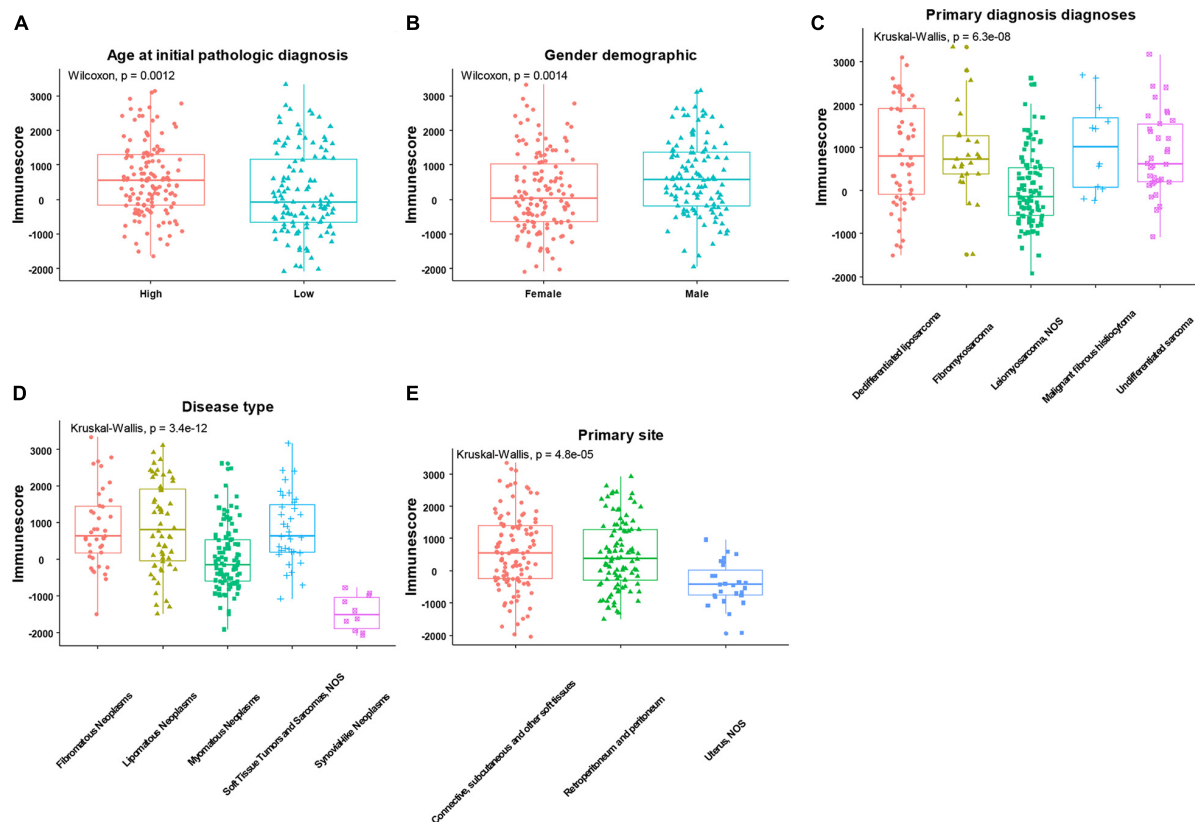 A
Age at initial pathologic diagnosis
Wilcoxon, p = 0.0012
Immunescore
3000
2000
1000
0
-1000
-2000
High
Low
B
Gender demographic
Wilcoxon, p = 0.0014
Immunescore
3000
2000
1000
0
-1000
-2000
Female
Male
C
Primary diagnosis diagnoses
Kruskal-Wallis, p = 6.3e-08
Immunescore
3000
2000
1000
0
-1000
-2000
Dedifferentiated liposarcoma
Fibromyxosarcoma
Leiomyosarcoma, NOS
Malignant fibrous histiocytoma
Undifferentiated sarcoma
D
Disease type
Kruskal-Wallis, p = 3.4e-12
Immunescore
3000
2000
1000
0
-1000
-2000
Fibromatous Neoplasms
Lipomatous Neoplasms
Myomatous Neoplasms
Soft Tissue Tumors and Sarcomas, NOS
Synovial-like Neoplasms
E
Primary site
Kruskal-Wallis, p = 4.8e-05
Immunescore
3000
2000
1000
0
-1000
-2000
Connective, subcutaneous and other soft tissues
Retroperitoneum and peritoneum
Uterus, NOS